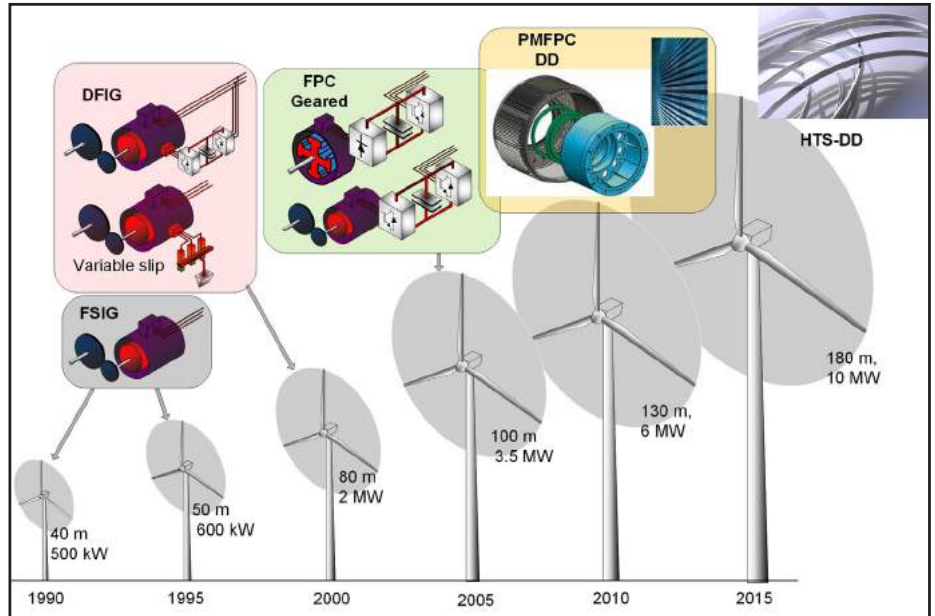 DFIG
Variable slip
FSIG
FPC
Geared
PMFPC
DD
HTS-DD
40 m
500 kW
50 m
600 kW
80 m
2 MW
100 m
3.5 MW
130 m,
6 MW
180 m,
10 MW
1990
1995
2000
2005
2010
2015